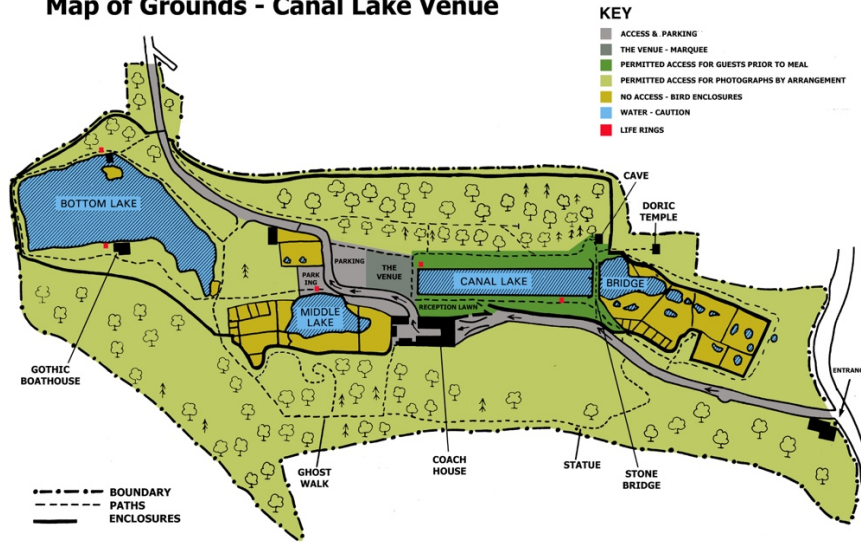 Map of Grounds - Canal Lake Venue
KEY
ACCESS & PARKING
THE VENUE - MARQUEE
PERMITTED ACCESS FOR GUESTS PRIOR TO MEAL
PERMITTED ACCESS FOR PHOTOGRAPHS BY ARRANGEMENT
NO ACCESS - BIRD ENCLOSURES
WATER - CAUTION
LIFE RINGS
CAVE
DORIC
TEMPLE
BOTTOM LAKE
PARKING
THE
VENUE
PARK
ING
CANAL LAKE
BRIDGE
RECEPTION LAWN
MIDDLE
LAKE
GOTHIC
BOATHOUSE
ENTRANC
GHOST
WALK
COACH
HOUSE
STATUE
STONE
BRIDGE
BOUNDARY
PATHS
ENCLOSURES